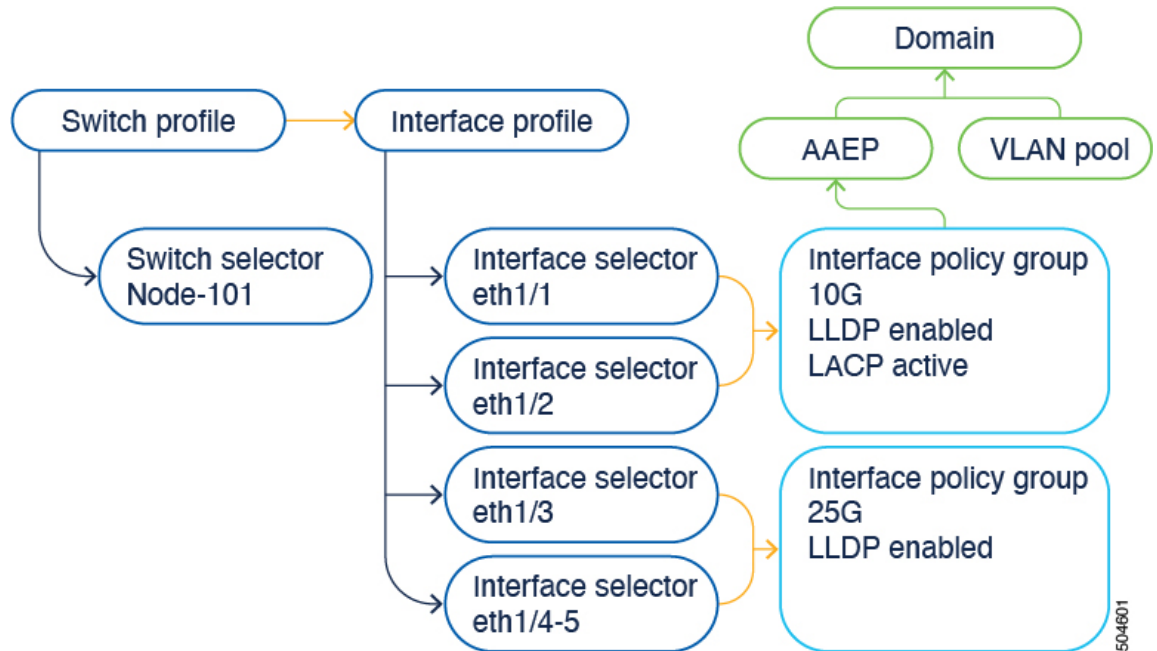 Domain
Switch profile
Interface profile
AAEP
VLAN pool
Switch selector
Node-101
Interface selector
eth1/1
Interface policy group
10G
LLDP enabled
LACP active
Interface selector
eth1/2
Interface selector
eth1/3
Interface policy group
25G
LLDP enabled
Interface selector
eth1/4-5
504601